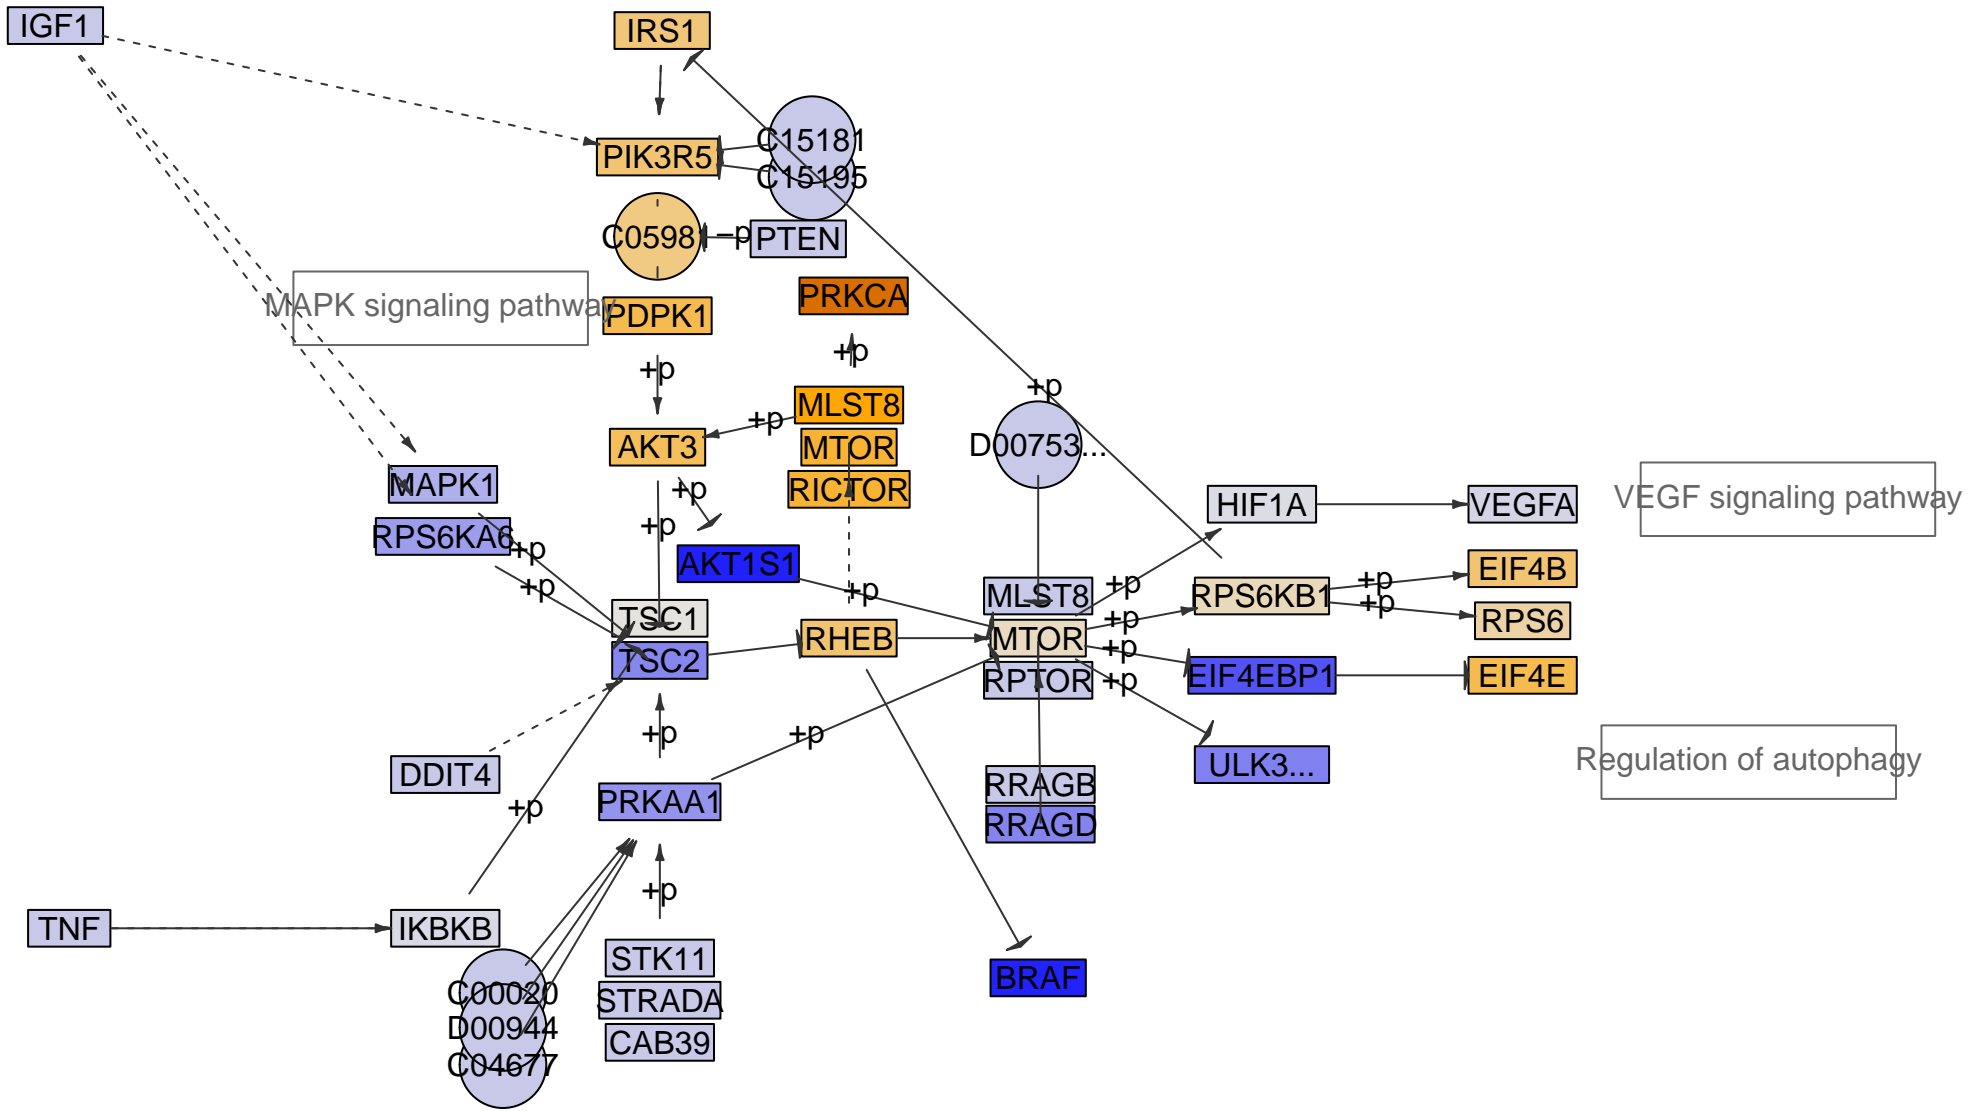 IGF1
IRS1
C15181
PIK3R5
C15195
C05981
-p
PTEN
PRKCA
MAPK signaling pathway
PDPK1
+p
+p
+p
MLST8
+p
AKT3
MTOR
D00753...
MAPK1
RICTOR
+p
HIF1A
VEGFA
VEGF signaling pathway
RPS6KA6
+p
+p
AKT1S1
EIF4B
+p
+p
+p
+p
MLST8
RPS6KB1
+p
TSC1
+p
RPS6
RHEB
MTOR
+p
TSC2
RPTOR
+p
EIF4EBP1
EIF4E
+p
+p
DDIT4
ULK3...
Regulation of autophagy
RRAGB
PRKAA1
+p
RRAGD
+p
TNF
IKBKB
STK11
BRAF
C00020
STRADA
D00944
CAB39
C04677